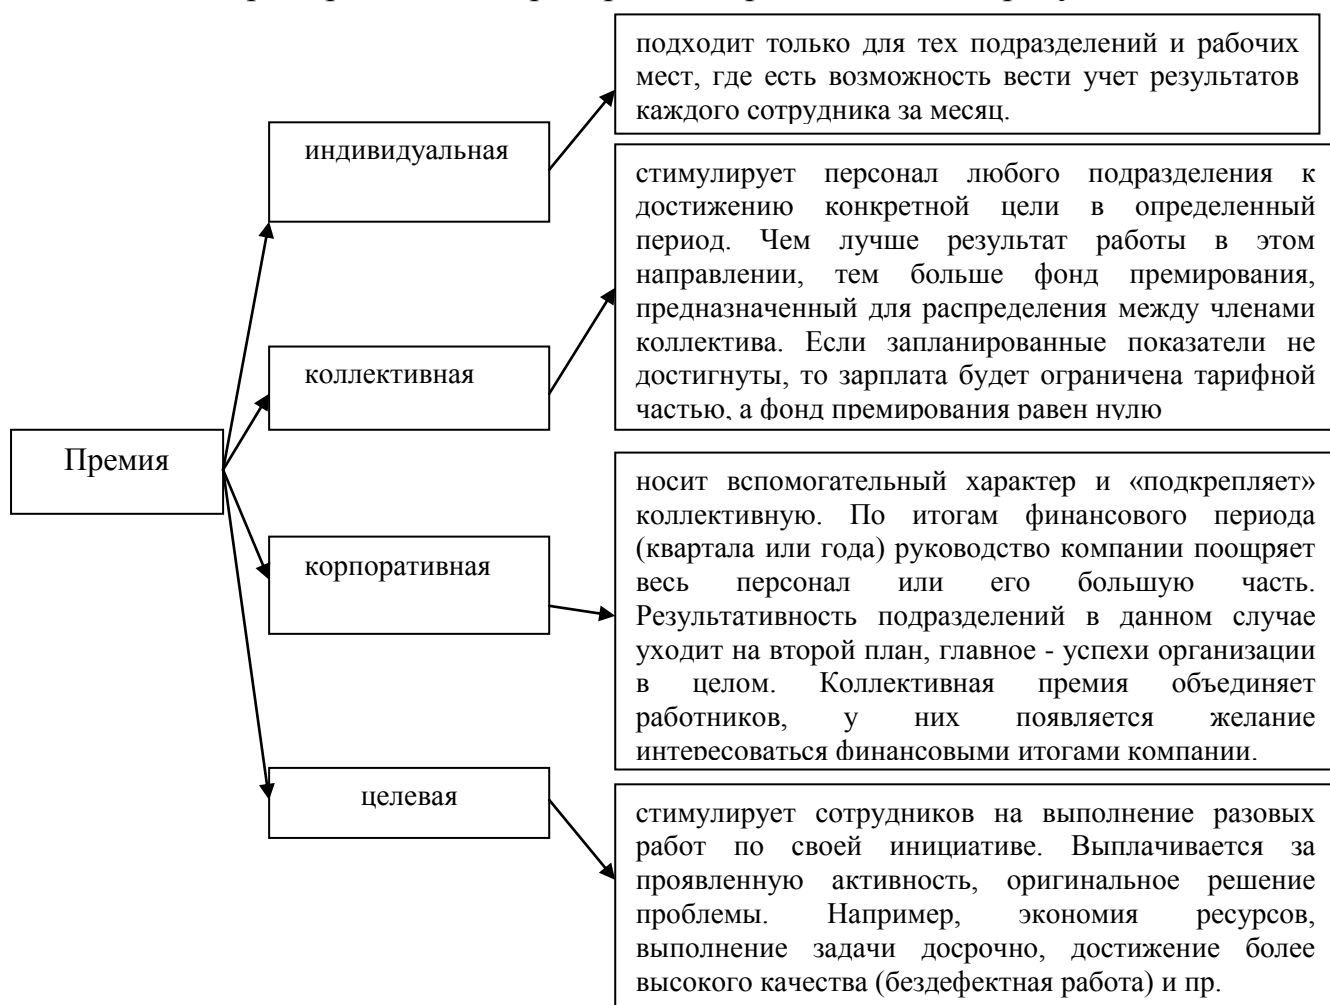 подходит только для тех подразделений и рабочих
мест, где есть возможность вести учет результатов
каждого сотрудника за месяц.
индивидуальная
стимулирует персонал любого подразделения к
достижению конкретной цели в определенный
период. Чем лучше результат работы в этом
направлении, тем больше фонд премирования,
предназначенный для распределения между членами
коллектива. Если запланированные показатели не
достигнуты, то зарплата будет ограничена тарифной
частью, а фонд премирования равен нулю
коллективная
Премия
носит вспомогательный характер и «подкрепляет»
коллективную. По итогам финансового периода
(квартала или года) руководство компании поощряет
весь персонал или его большую часть.
Результативность подразделений в данном случае
уходит на второй план, главное - успехи организации
в целом. Коллективная премия объединяет
работников, у них появляется желание
интересоваться финансовыми итогами компании.
корпоративная
целевая
стимулирует сотрудников на выполнение разовых
работ по своей инициативе. Выплачивается за
проявленную активность, оригинальное решение
проблемы. Например, экономия ресурсов,
выполнение задачи досрочно, достижение более
высокого качества (бездефектная работа) и пр.